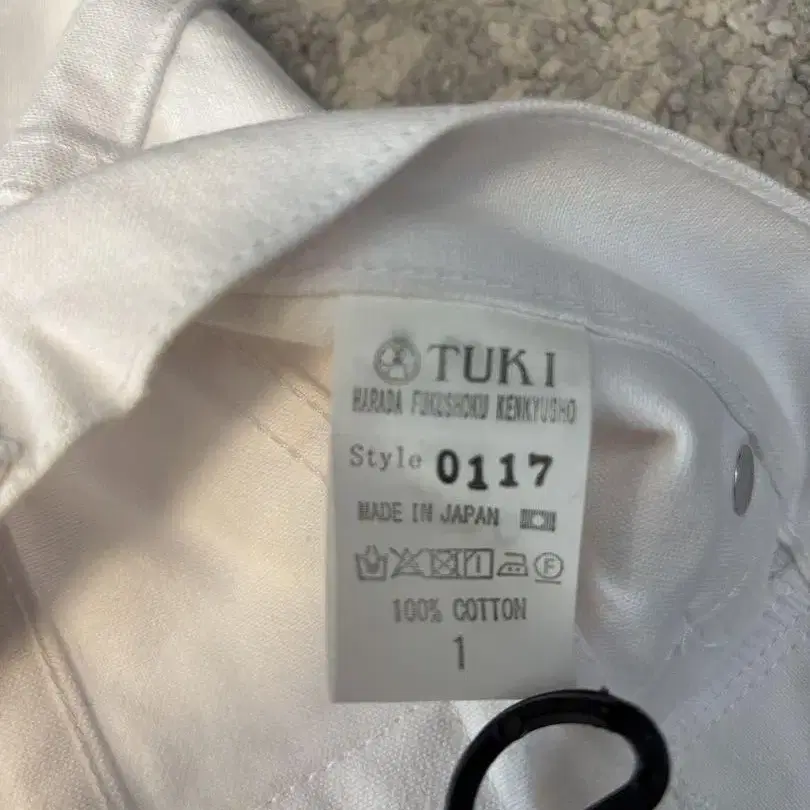 TUKI
HARADA FUKUSHOKU KENKYUSHO
Style 0117
MADE IN JAPAN
F
100% COTTON
1